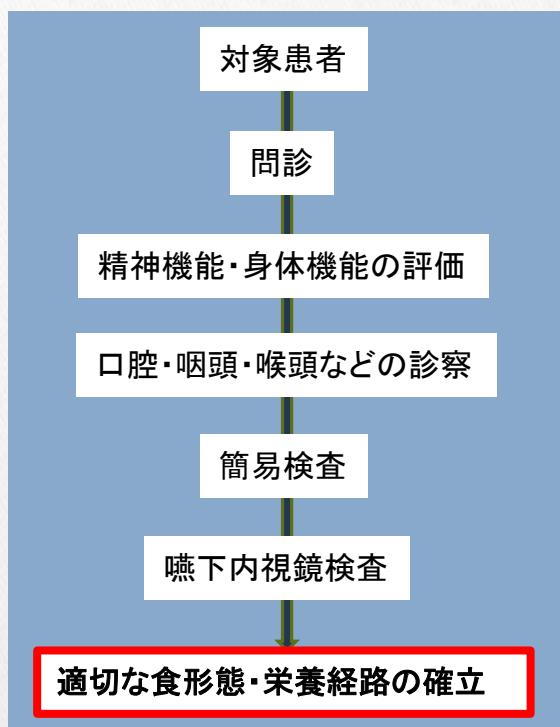 対象患者
問診
精神機能・身体機能の評価
口腔・咽頭・喉頭などの診察
簡易検査
嚥下内視鏡検査
適切な食形態・栄養経路の確立